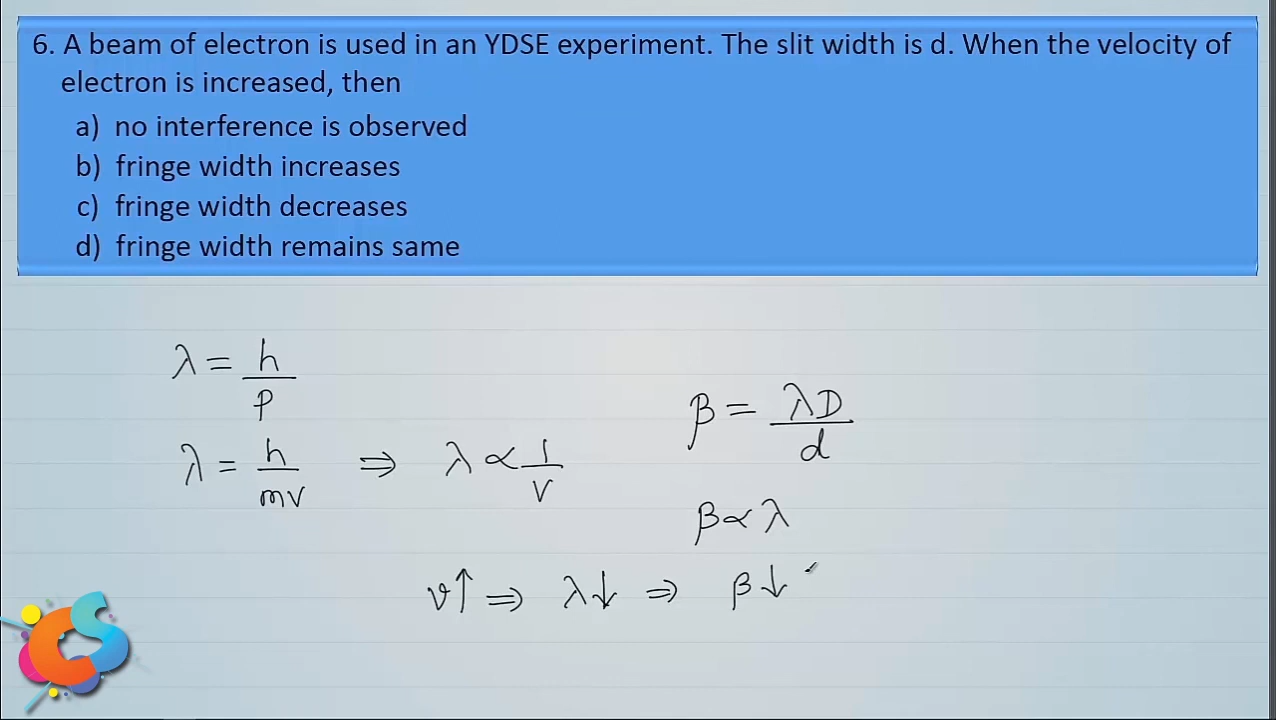 6. A beam of electron is used in an YDSE experiment. The slit width is d. When the velocity of
electron is increased, then
a) no interference is observed
b) fringe width increases
c) fringe width decreases
d) fringe width remains same
λ = h/p
λ = h/mv ⇒ λ ∝ 1/v
β = λD/d
β ∝ λ
v↑ ⇒ λ↓ ⇒ β↓
CS